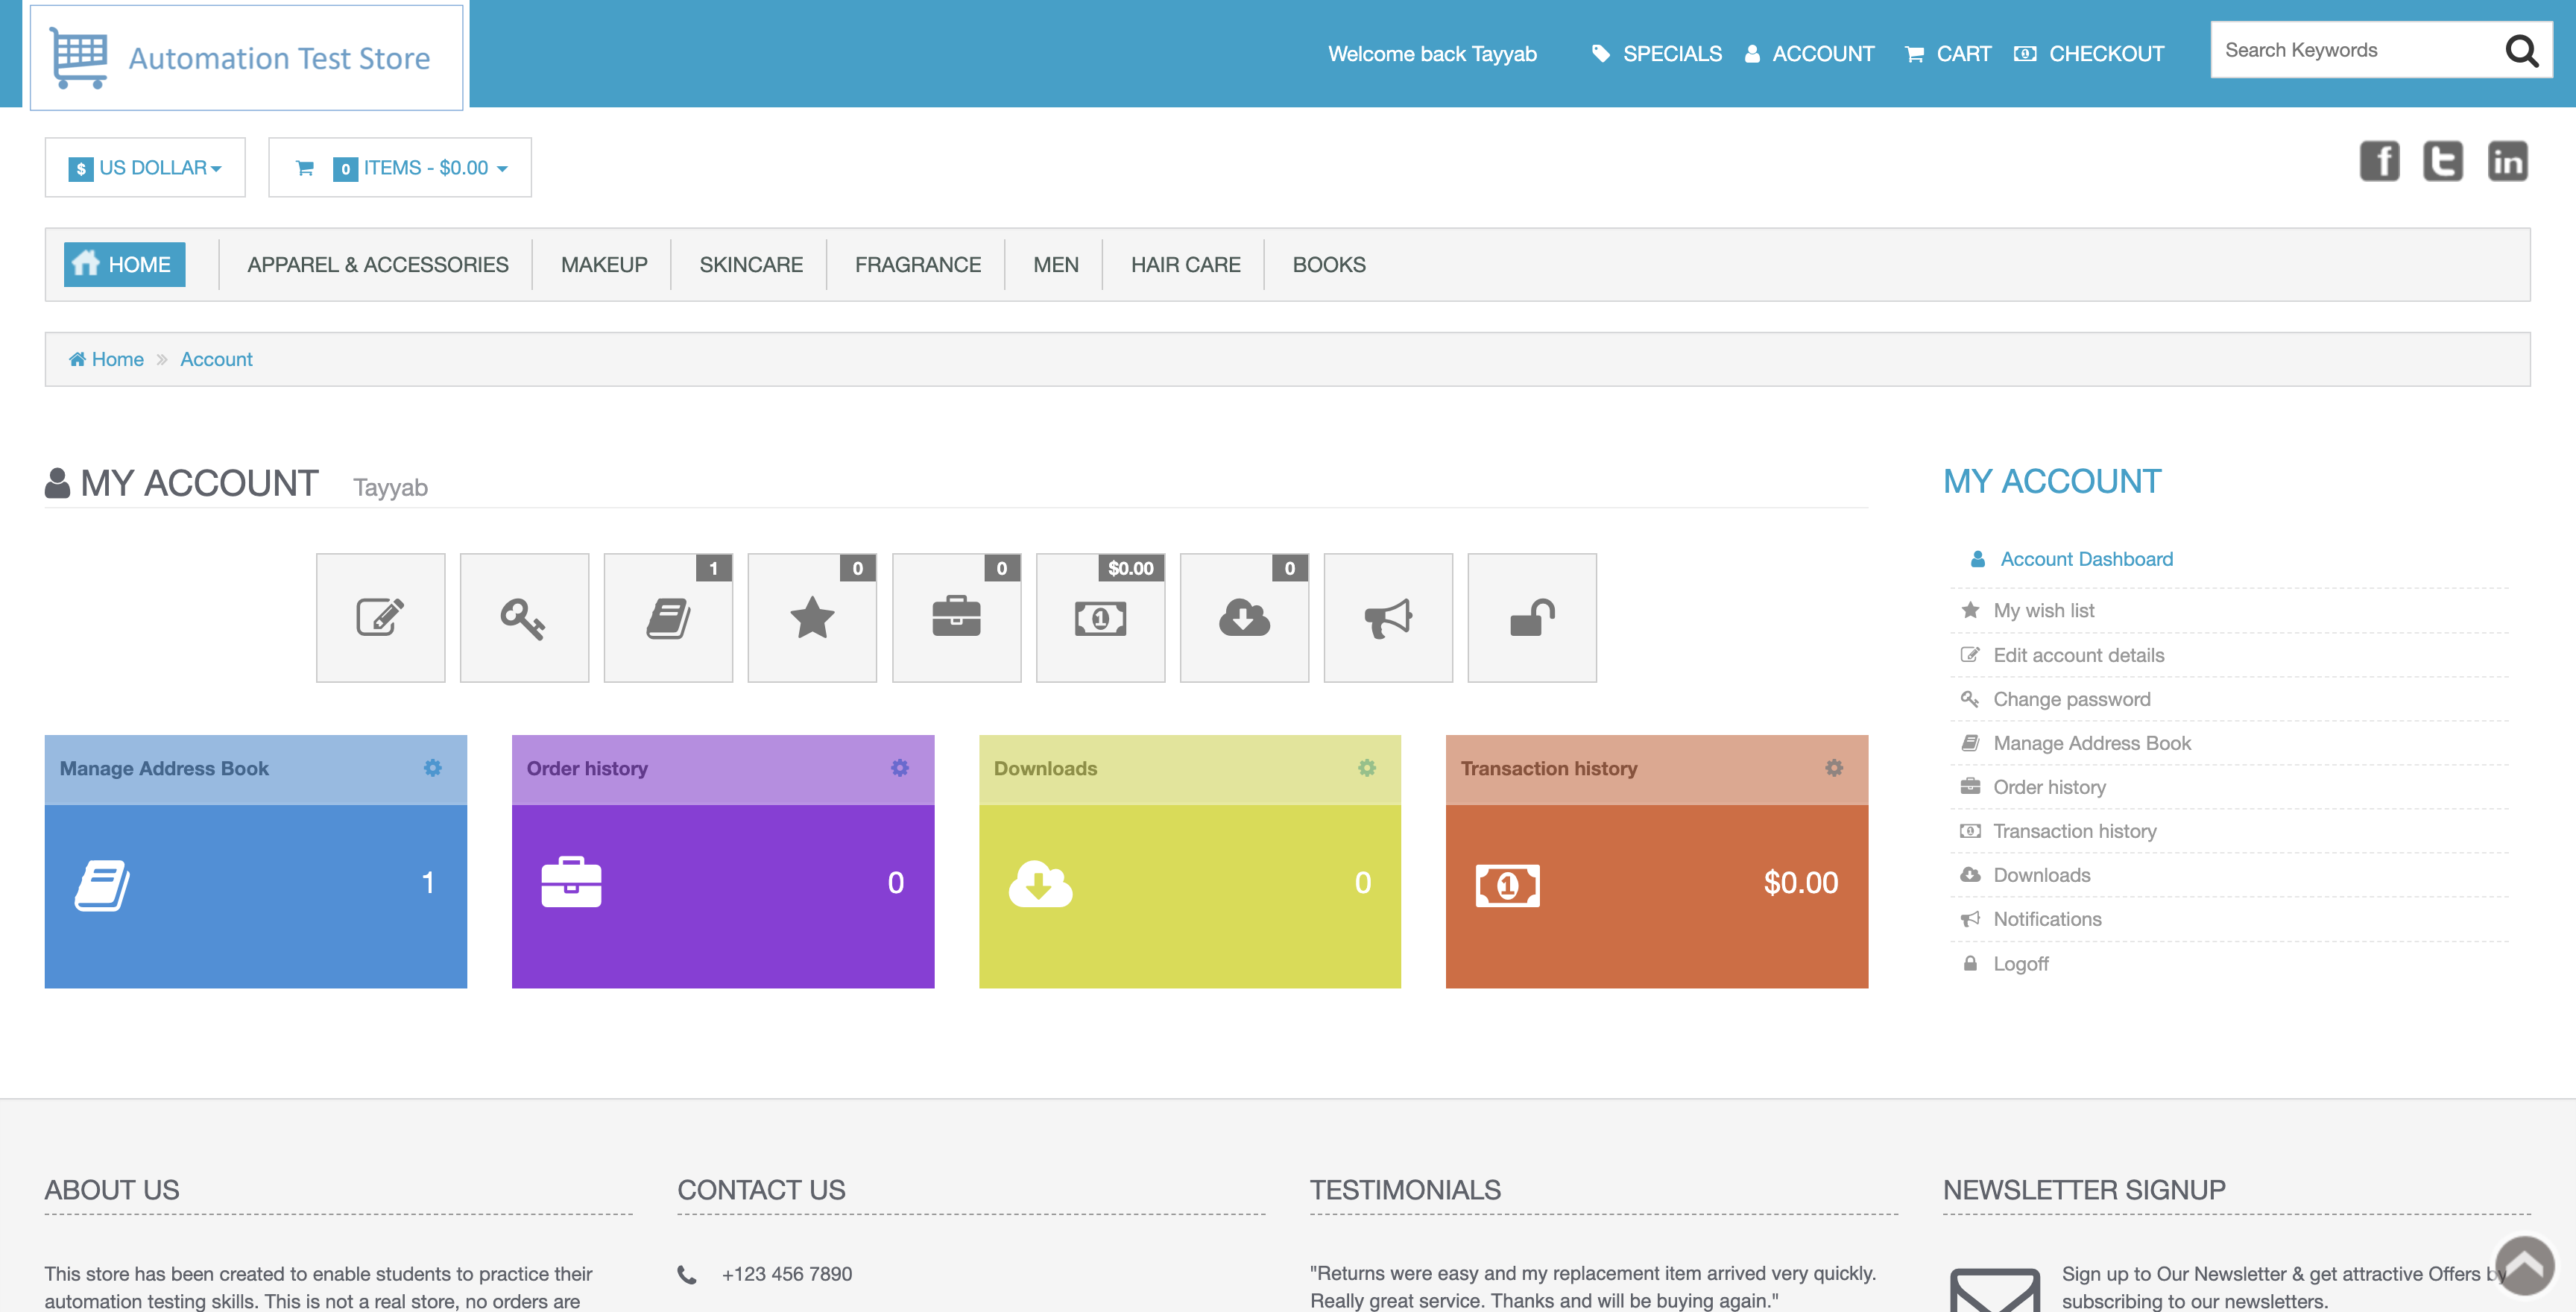 Automation Test Store
Welcome back Tayyab
SPECIALS
ACCOUNT
CART
CHECKOUT
Search Keywords
$ US DOLLAR
0 ITEMS - $0.00
HOME
APPAREL & ACCESSORIES
MAKEUP
SKINCARE
FRAGRANCE
MEN
HAIR CARE
BOOKS
Home
Account
MY ACCOUNT Tayyab
1
0
0
$0.00
0
Manage Address Book
1
Order history
0
Downloads
0
Transaction history
$0.00
MY ACCOUNT
Account Dashboard
My wish list
Edit account details
Change password
Manage Address Book
Order history
Transaction history
Downloads
Notifications
Logoff
ABOUT US
This store has been created to enable students to practice their
automation testing skills. This is not a real store, no orders are
CONTACT US
+123 456 7890
TESTIMONIALS
"Returns were easy and my replacement item arrived very quickly.
Really great service. Thanks and will be buying again."
NEWSLETTER SIGNUP
Sign up to Our Newsletter & get attractive Offers by
subscribing to our newsletters.